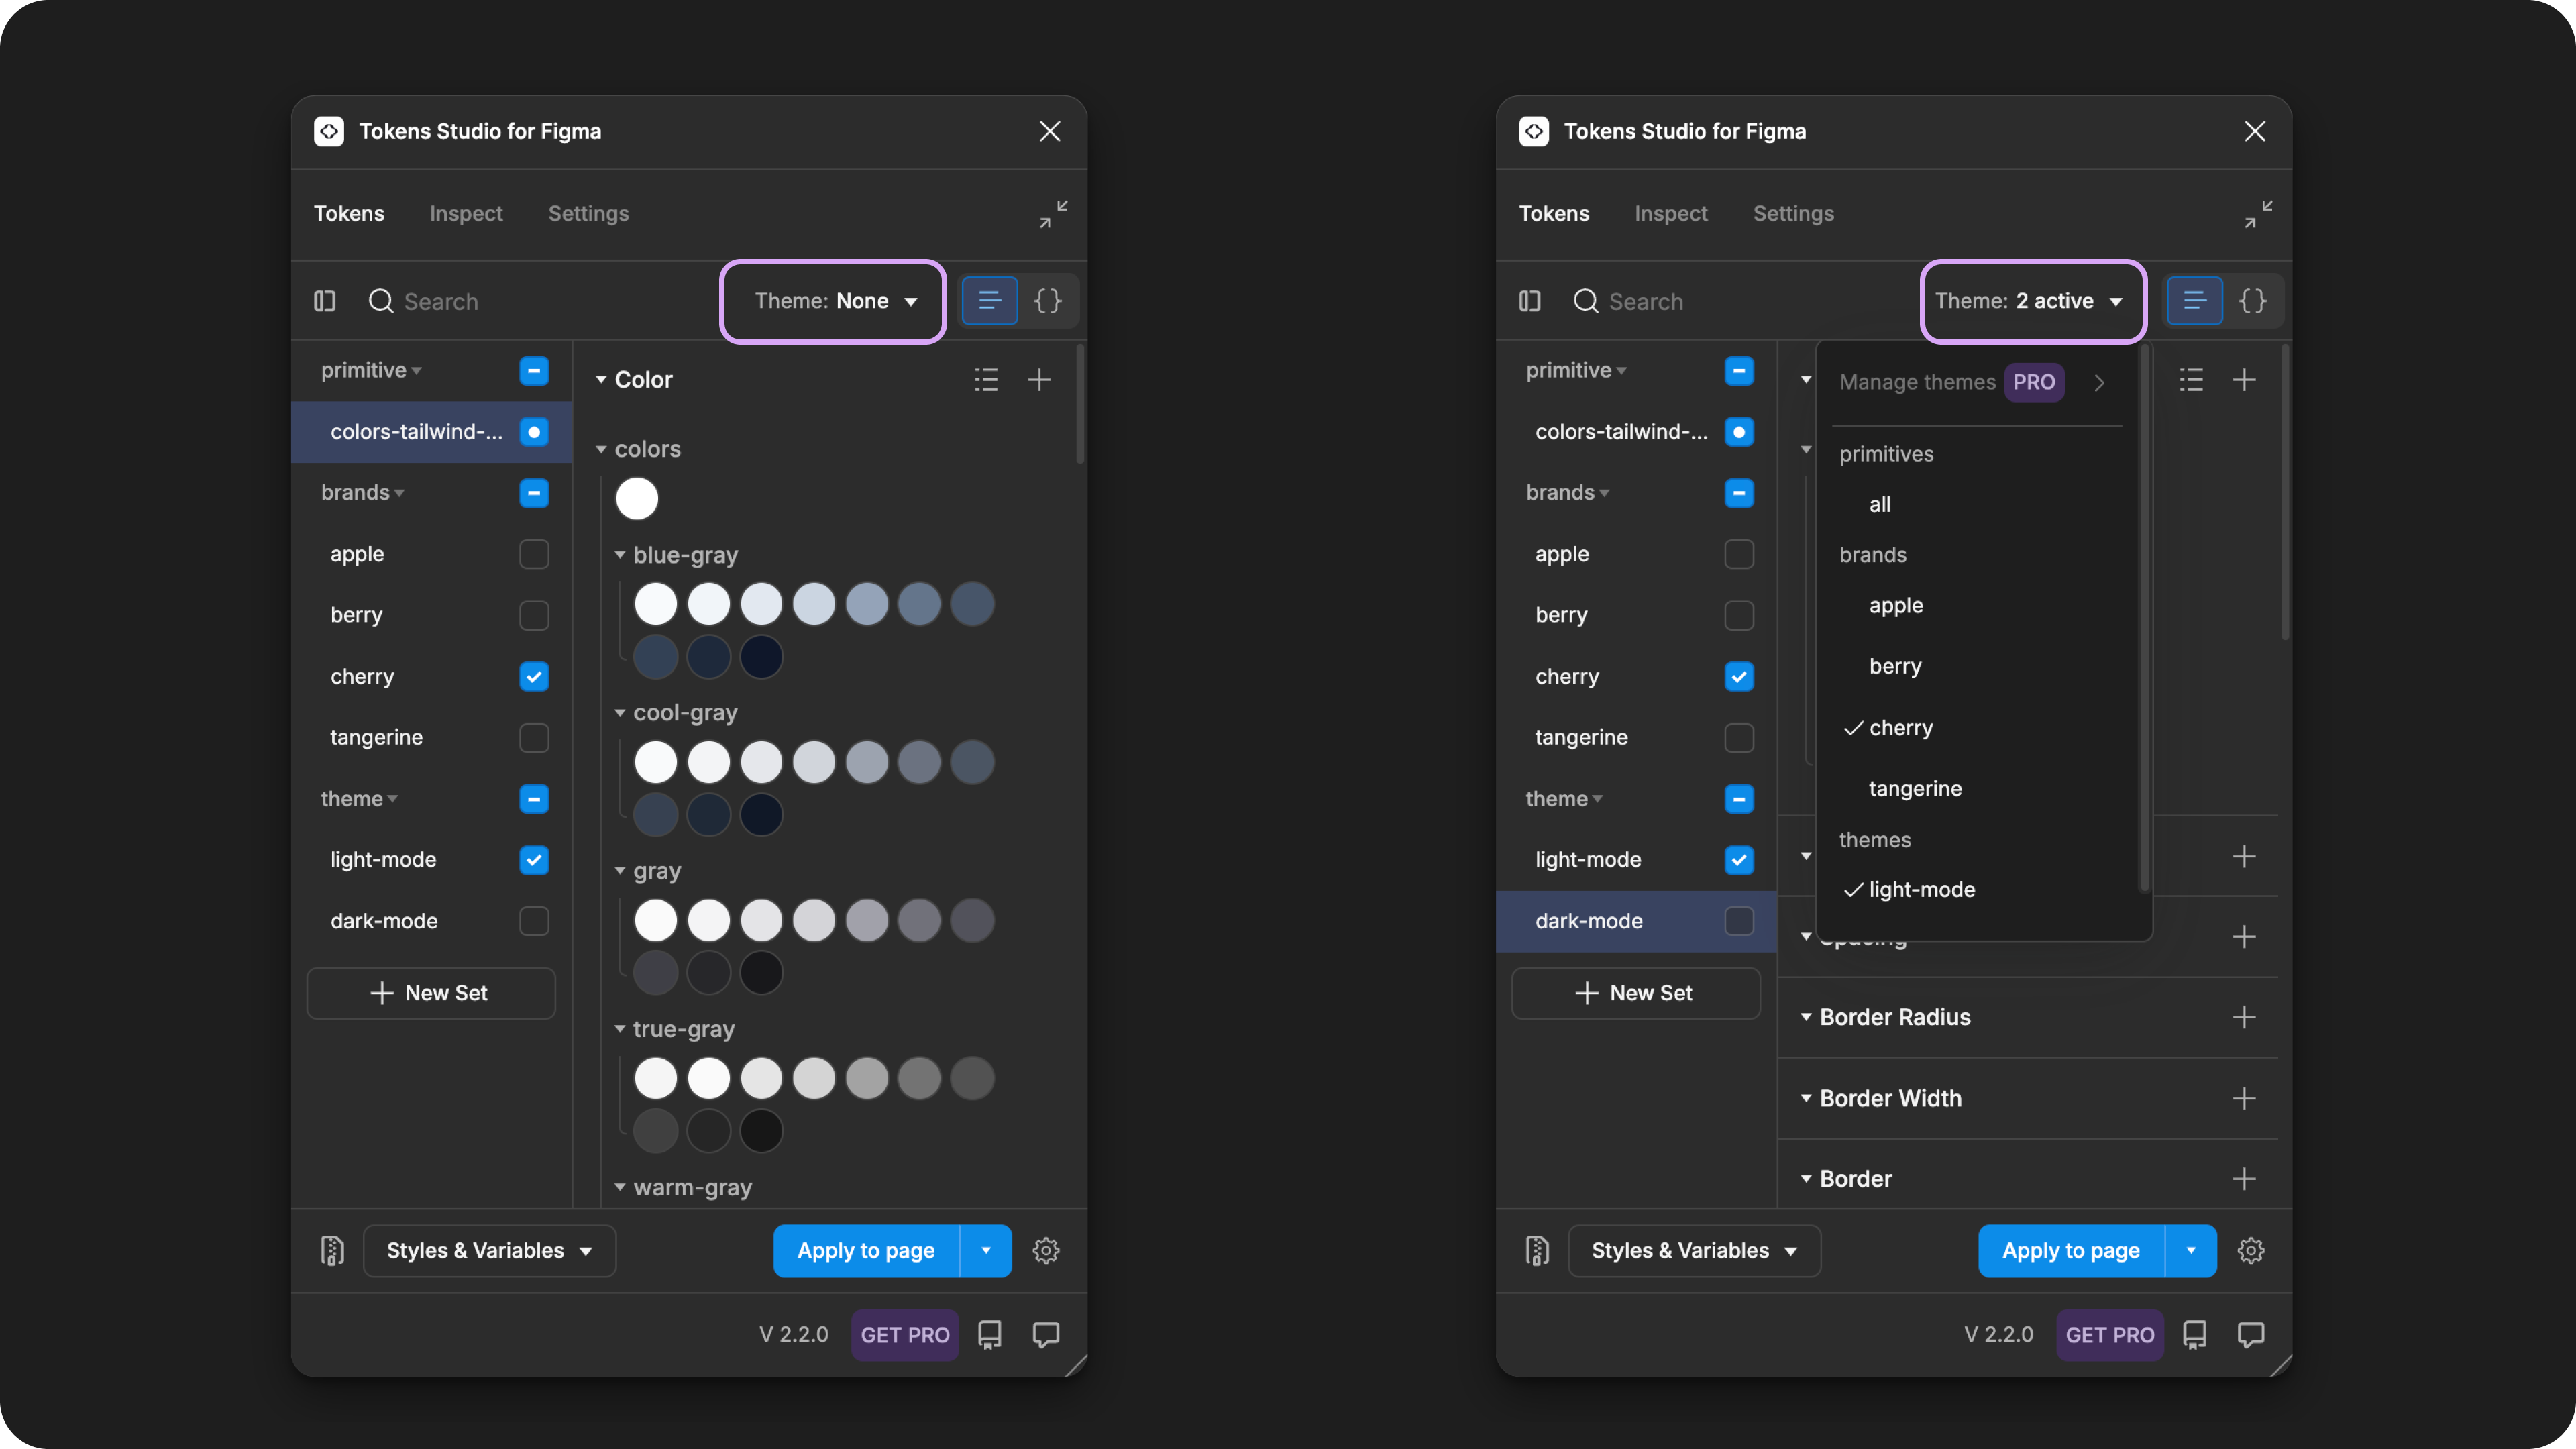 Tokens Studio for Figma
Tokens Inspect Settings
Search Theme: None
primitive
colors-tailwind-...
brands
apple
berry
cherry
tangerine
theme
light-mode
dark-mode
New Set
Color
colors
blue-gray
cool-gray
gray
true-gray
warm-gray
Styles & Variables Apply to page
V 2.2.0 GET PRO
Tokens Studio for Figma
Tokens Inspect Settings
Search Theme: 2 active
primitive
colors-tailwind-...
brands
apple
berry
cherry
tangerine
theme
light-mode
dark-mode
New Set
Manage themes PRO
primitives
all
brands
apple
berry
cherry
tangerine
themes
light-mode
Spacing
Border Radius
Border Width
Border
Styles & Variables Apply to page
V 2.2.0 GET PRO